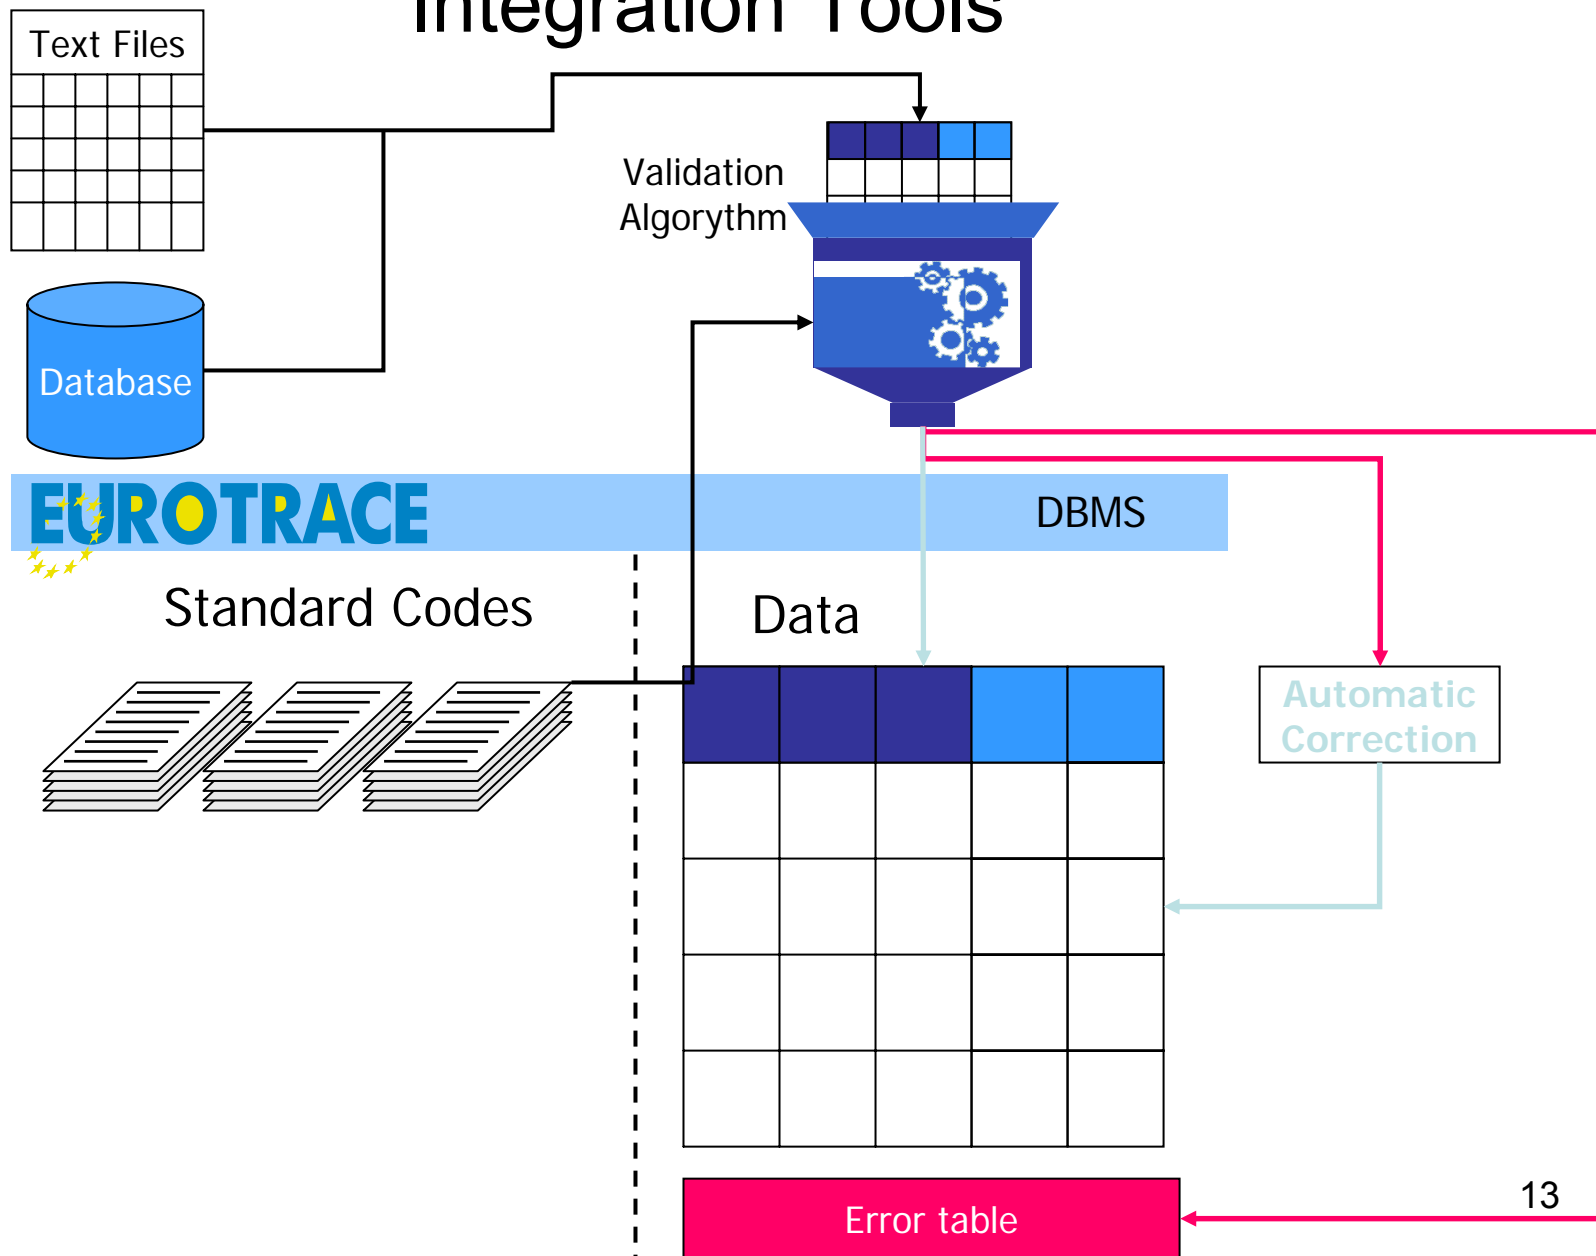 Integration Tools
Text Files
Validation
Algorythm
Database
EUROTRACE
DBMS
Standard Codes
Data
Automatic
Correction
Error table
13